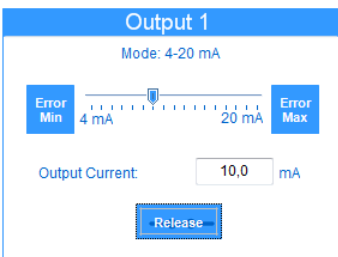 Output 1
Mode: 4-20 mA
Error Min
4 mA
20 mA
Error Max
Output Current:
10,0
mA
Release